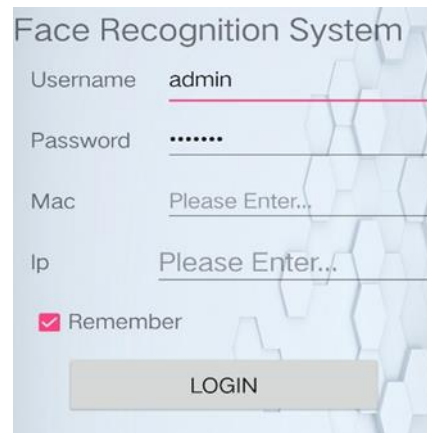 Face Recognition System
Username admin
Password •••••••
Mac Please Enter...
Ip Please Enter...
Remember
LOGIN